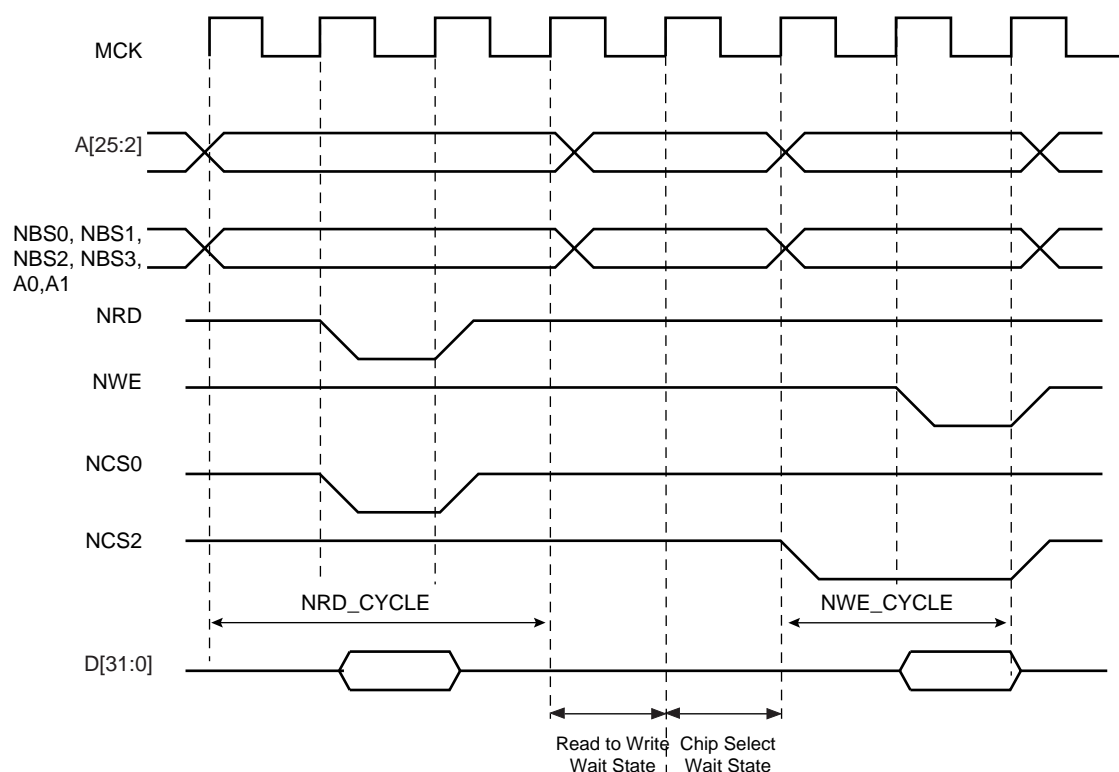 MCK
A[25:2]
NBS0, NBS1,
NBS2, NBS3,
A0,A1
NRD
NWE
NCS0
NCS2
NRD_CYCLE
NWE_CYCLE
D[31:0]
Read to Write
Wait State
Chip Select
Wait State